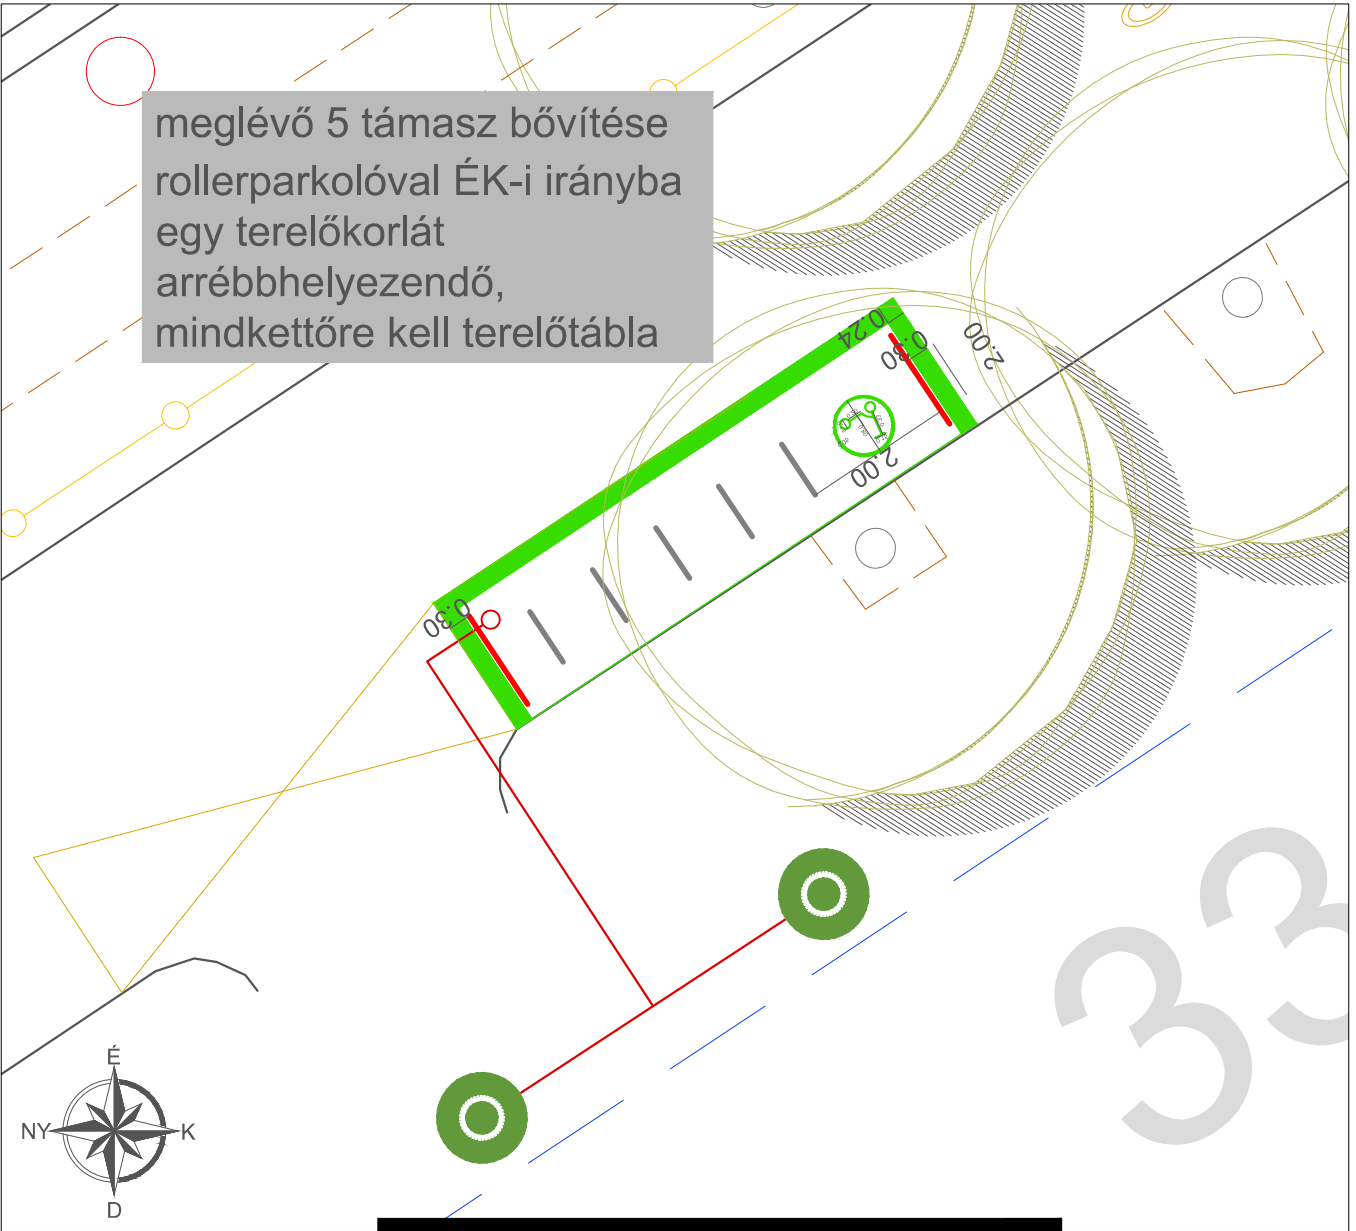 meglévő 5 támasz bővítése
rollerparkolóval ÉK-i irányba
egy terelőkorlát
arrébbhelyezendő,
mindkettőre kell terelőtábla
0.24
0.30
2.00
2.00
0.30
33
É
NY
K
D